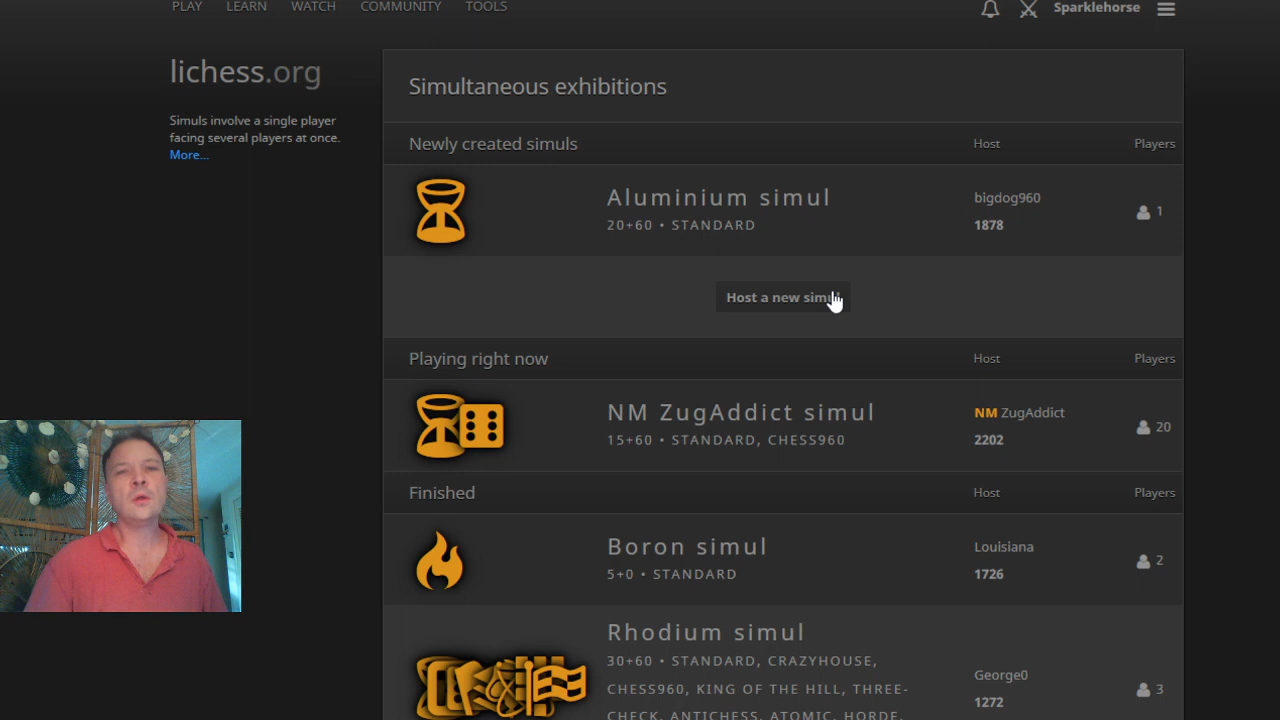 PLAY LEARN WATCH COMMUNITY TOOLS Sparklehorse
lichess.org
Simuls involve a single player
facing several players at once.
More...
Simultaneous exhibitions
Newly created simuls Host Players
Aluminium simul bigdog960
20+60 • STANDARD 1878 1
Host a new simul
Playing right now Host Players
NM ZugAddict simul NM ZugAddict
15+60 • STANDARD, CHESS960 2202 20
Finished Host Players
Boron simul Louisiana
5+0 • STANDARD 1726 2
Rhodium simul
30+60 • STANDARD, CRAZYHOUSE,
CHESS960, KING OF THE HILL, THREE-
CHECK, ANTICHESS, ATOMIC, HORDE,
George0
1272 3